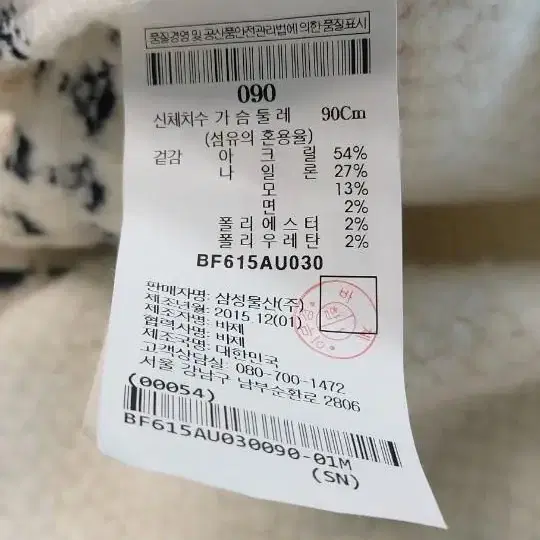 품질경영 및 공산품안전관리법에 의한 품질표시
090
신체치수 가슴둘레 90Cm
(섬유의 혼용율)
겉감 아크릴 54%
나일론 27%
모 13%
면 2%
폴리에스터 2%
폴리우레탄 2%
BF615AU030
판매자명: 삼성물산(주)
제조년월: 2015.12(01)
제조자명: 바제
협력사명: 바제
제조국명: 대한민국
고객상담실: 080-700-1472
서울 강남구 남부순환로 2806
(00054)
BF615AU030090-01M
(SN)